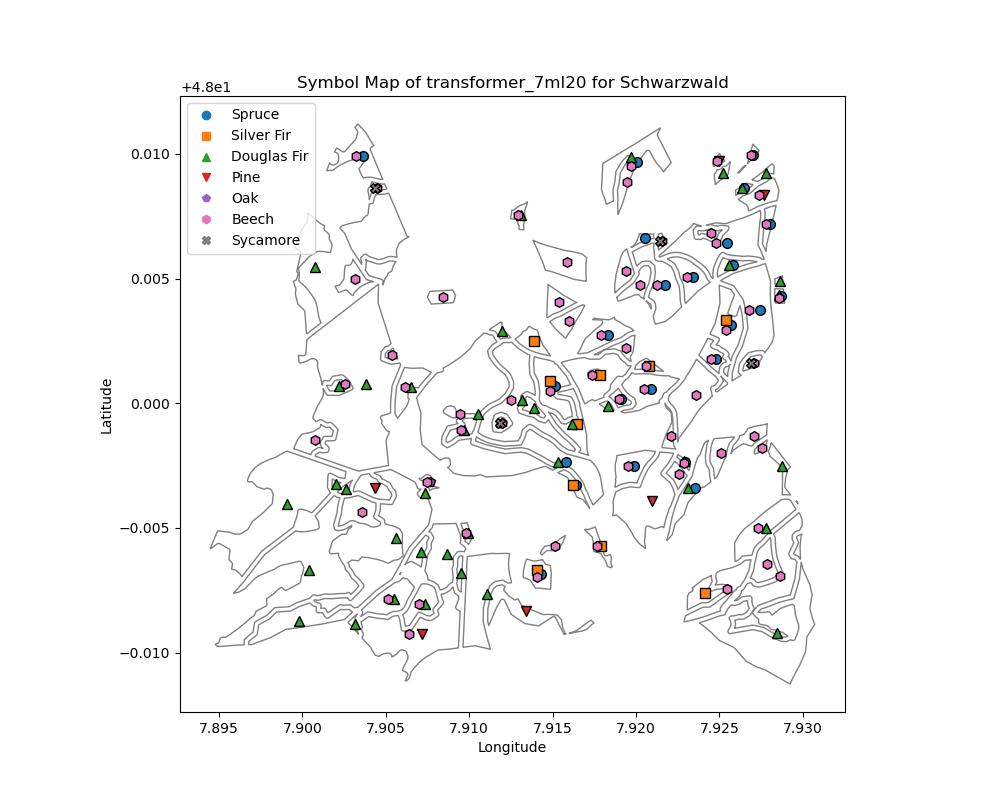 Symbol Map of transformer_7ml20 for Schwarzwald
+4.8e1
Spruce
Silver Fir
Douglas Fir
Pine
Oak
Beech
Sycamore
0.010
0.005
0.000
−0.005
−0.010
Latitude
7.895 7.900 7.905 7.910 7.915 7.920 7.925 7.930
Longitude